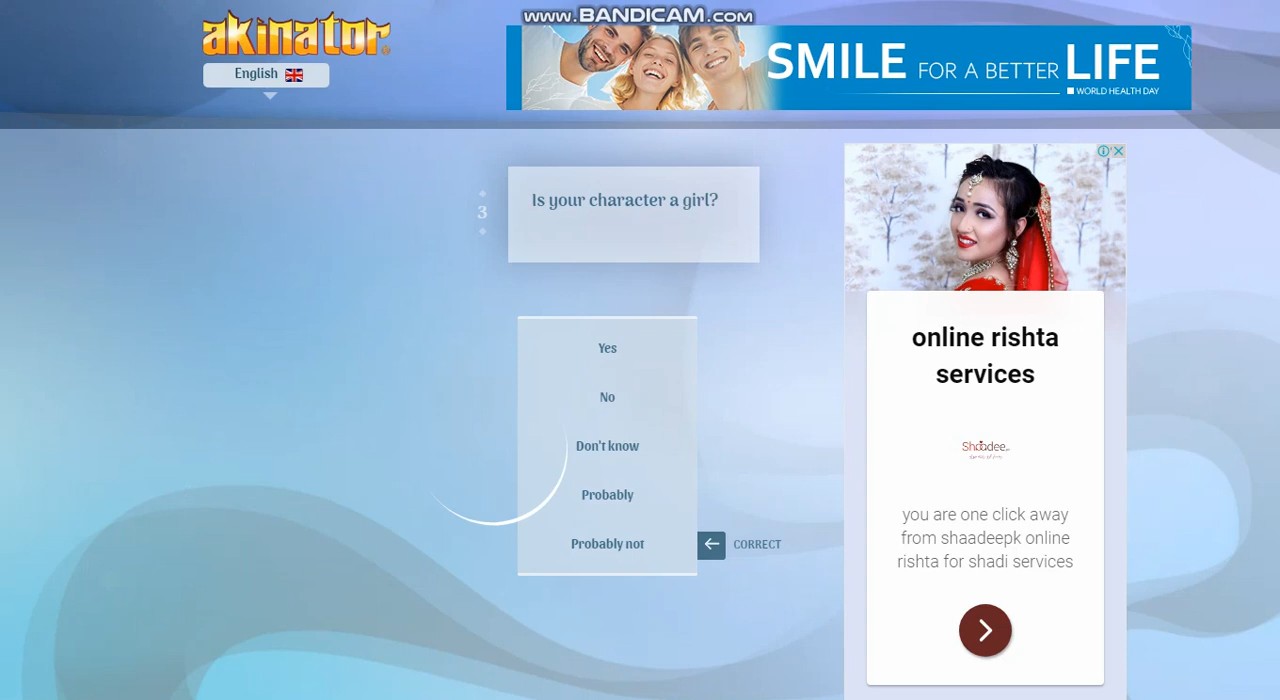 www.BANDICAM.com
akinator
English
SMILE FOR A BETTER LIFE
WORLD HEALTH DAY
3
Is your character a girl?
Yes
No
Don't know
Probably
Probably not
CORRECT
online rishta
services
Shaadee
you are one click away
from shaadeepk online
rishta for shadi services